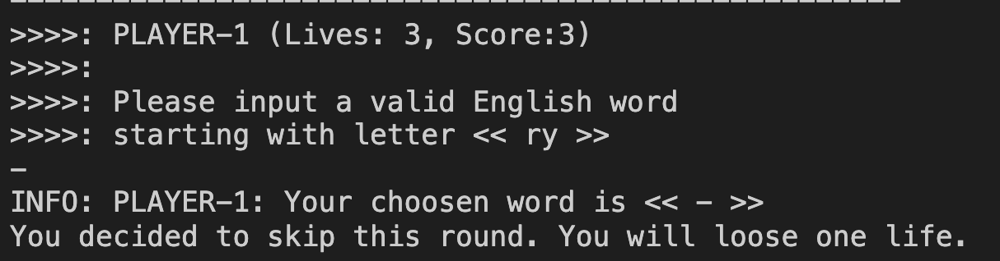 >>>>: PLAYER-1 (Lives: 3, Score:3)
>>>>:
>>>>: Please input a valid English word
>>>>: starting with letter << ry >>
-
INFO: PLAYER-1: Your choosen word is << - >>
You decided to skip this round. You will loose one life.